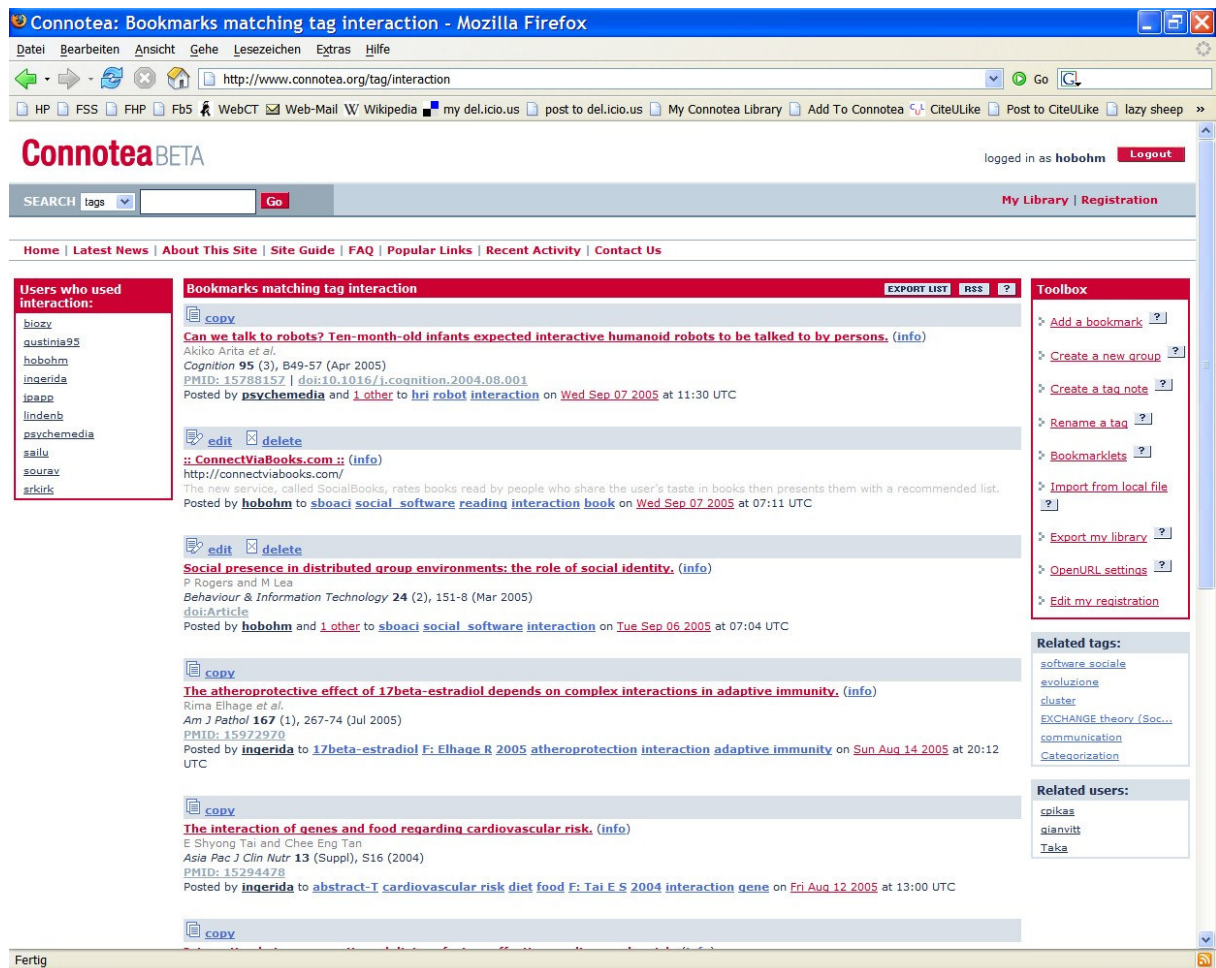 Connotea: Bookmarks matching tag interaction - Mozilla Firefox
Datei Bearbeiten Ansicht Gehe Lesezeichen Extras Hilfe
http://www.connotea.org/tag/interaction Go G
HP FSS FHP Fb5 WebCT Web-Mail W Wikipedia my del.icio.us post to del.icio.us My Connotea Library Add To Connotea CiteULike Post to CiteULike lazy sheep »
Connotea BETA
logged in as hobohm Logout
SEARCH tags Go
My Library | Registration
Home | Latest News | About This Site | Site Guide | FAQ | Popular Links | Recent Activity | Contact Us
Users who used
interaction:
biozy
gustinja95
hobohm
ingerida
jpapp
lindenb
psychemedia
sailu
sourav
srkirk
Bookmarks matching tag interaction EXPORT LIST RSS ?
copy
Can we talk to robots? Ten-month-old infants expected interactive humanoid robots to be talked to by persons. (info)
Akiko Arita et al.
Cognition 95 (3), B49-57 (Apr 2005)
PMID: 15788157 | doi:10.1016/j.cognition.2004.08.001
Posted by psychemedia and 1 other to hri robot interaction on Wed Sep 07 2005 at 11:30 UTC
edit delete
:: ConnectViaBooks.com :: (info)
http://connectviabooks.com/
The new service, called SocialBooks, rates books read by people who share the user's taste in books then presents them with a recommended list.
Posted by hobohm to sboaci social_software reading interaction book on Wed Sep 07 2005 at 07:11 UTC
edit delete
Social presence in distributed group environments: the role of social identity. (info)
P Rogers and M Lea
Behaviour & Information Technology 24 (2), 151-8 (Mar 2005)
doi:Article
Posted by hobohm and 1 other to sboaci social_software interaction on Tue Sep 06 2005 at 07:04 UTC
copy
The atheroprotective effect of 17beta-estradiol depends on complex interactions in adaptive immunity. (info)
Rima Elhage et al.
Am J Pathol 167 (1), 267-74 (Jul 2005)
PMID: 15972970
Posted by ingerida to 17beta-estradiol F: Elhage R 2005 atheroprotection interaction adaptive immunity on Sun Aug 14 2005 at 20:12
UTC
copy
The interaction of genes and food regarding cardiovascular risk. (info)
E Shyong Tai and Chee Eng Tan
Asia Pac J Clin Nutr 13 (Suppl), S16 (2004)
PMID: 15294478
Posted by ingerida to abstract-T cardiovascular risk diet food F: Tai E S 2004 interaction gene on Fri Aug 12 2005 at 13:00 UTC
copy
Toolbox
Add a bookmark ?
Create a new group ?
Create a tag note ?
Rename a tag ?
Bookmarklets ?
Import from local file
?
Export my library ?
OpenURL settings ?
Edit my registration
Related tags:
software sociale
evoluzione
cluster
EXCHANGE theory (Soc...
communication
Categorization
Related users:
cpikas
gianvitt
Taka
Fertig